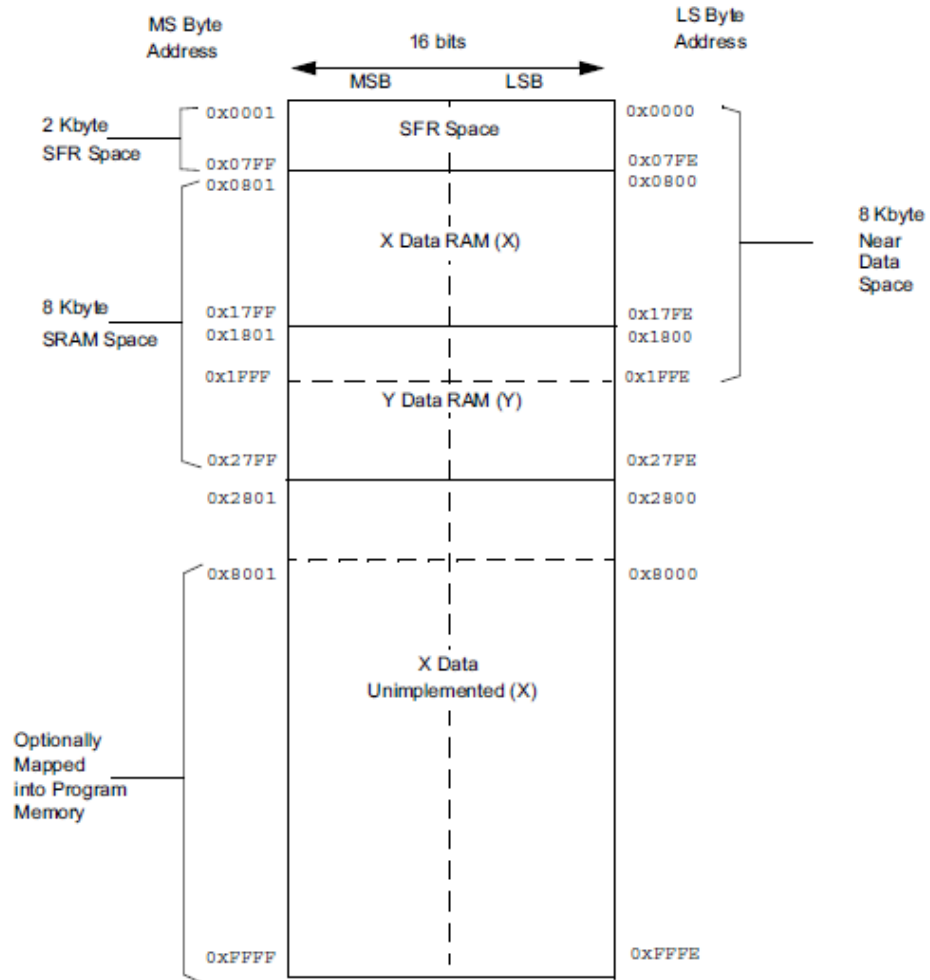 MS Byte
Address
16 bits
LS Byte
Address
MSB
LSB
2 Kbyte
SFR Space
0x0001
SFR Space
0x0000
0x07FF
0x07FE
0x0801
0x0800
8 Kbyte
Near
Data
Space
X Data RAM (X)
8 Kbyte
SRAM Space
0x17FF
0x17FE
0x1801
0x1800
0x1FFF
0x1FFE
Y Data RAM (Y)
0x27FF
0x27FE
0x2801
0x2800
0x8001
0x8000
X Data
Unimplemented (X)
Optionally
Mapped
into Program
Memory
0xFFFF
0xFFFE